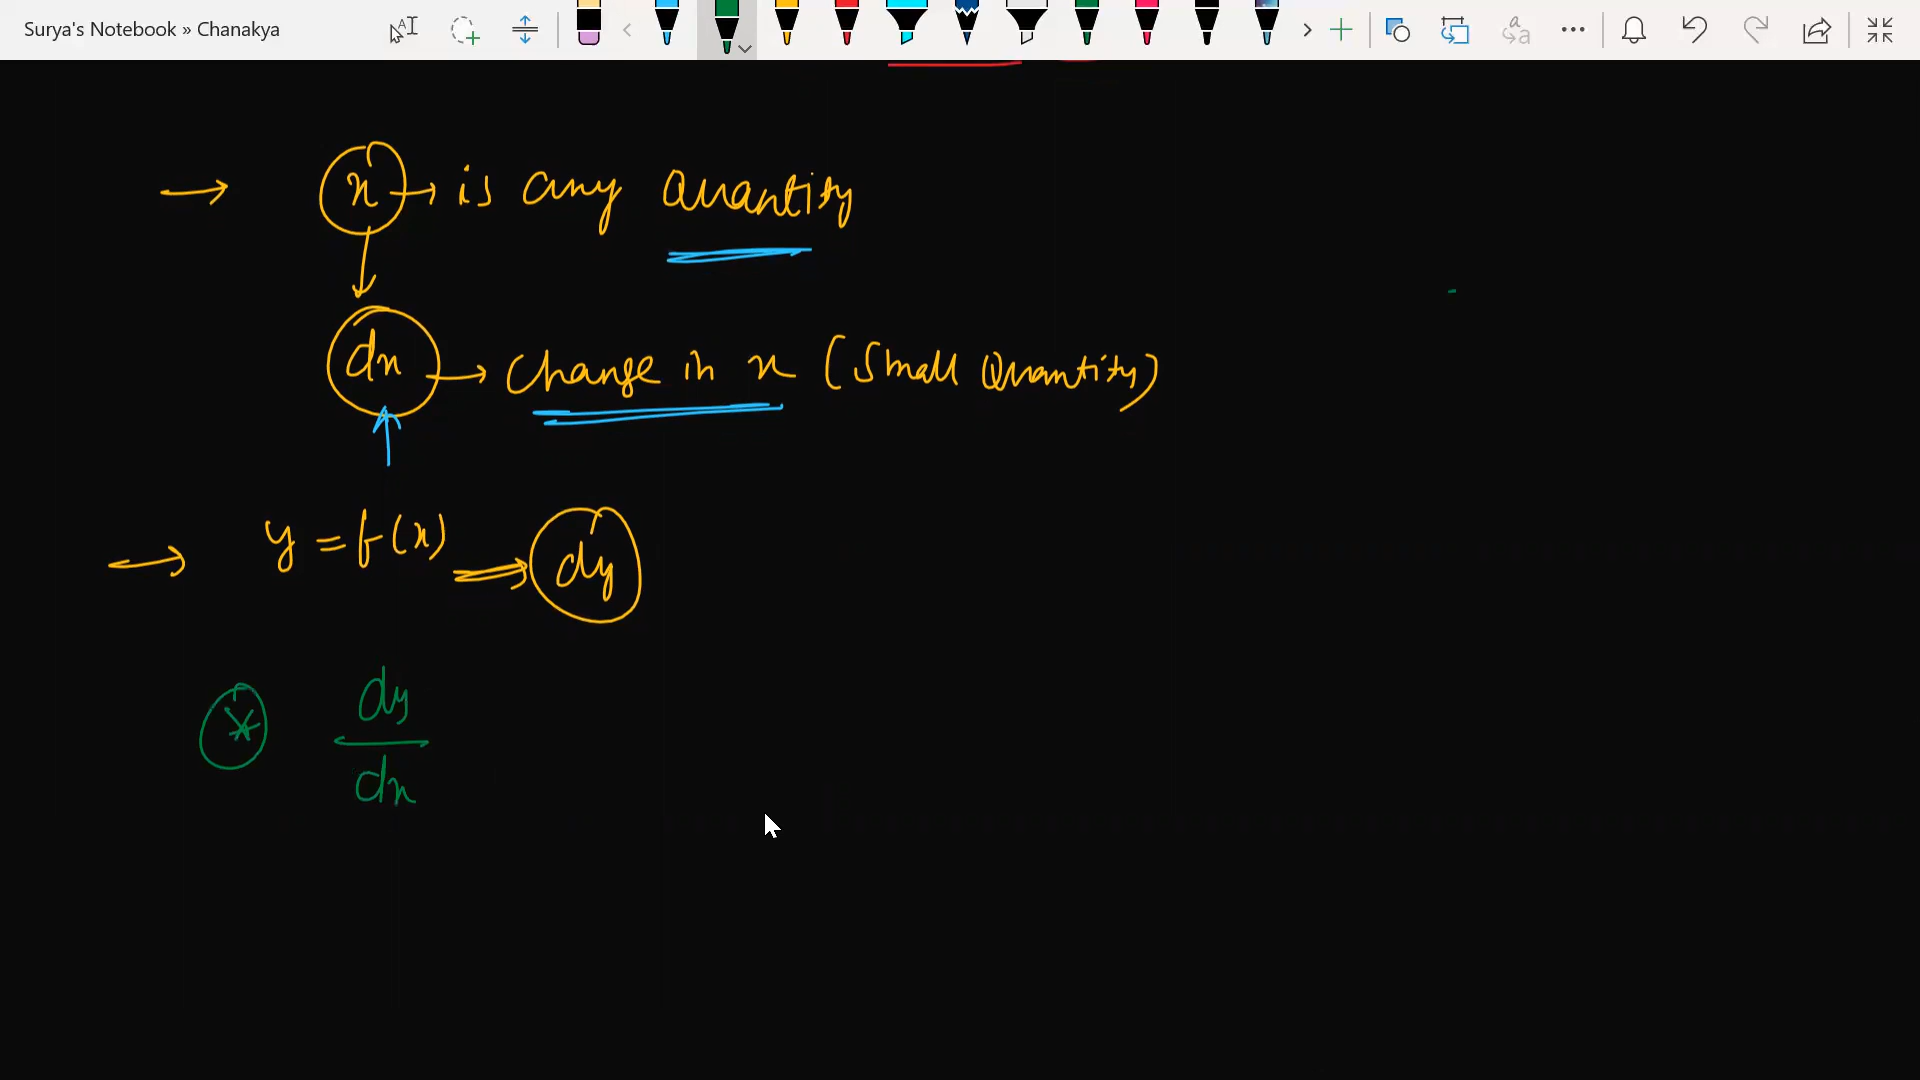 Surya's Notebook » Chanakya
x → is any Quantity
dx → Change in x (Small Quantity)
y = f(x) ⇒ dy
* dy
dx